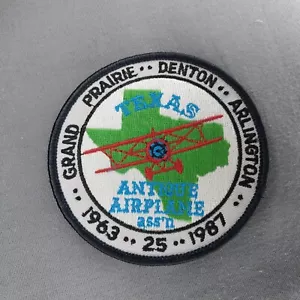 GRAND PRAIRIE·· DENTON·· ARLINGTON··
TEXAS
ANTIQUE
AIRPLANE
ass'n
1963·· 25 ··1987··